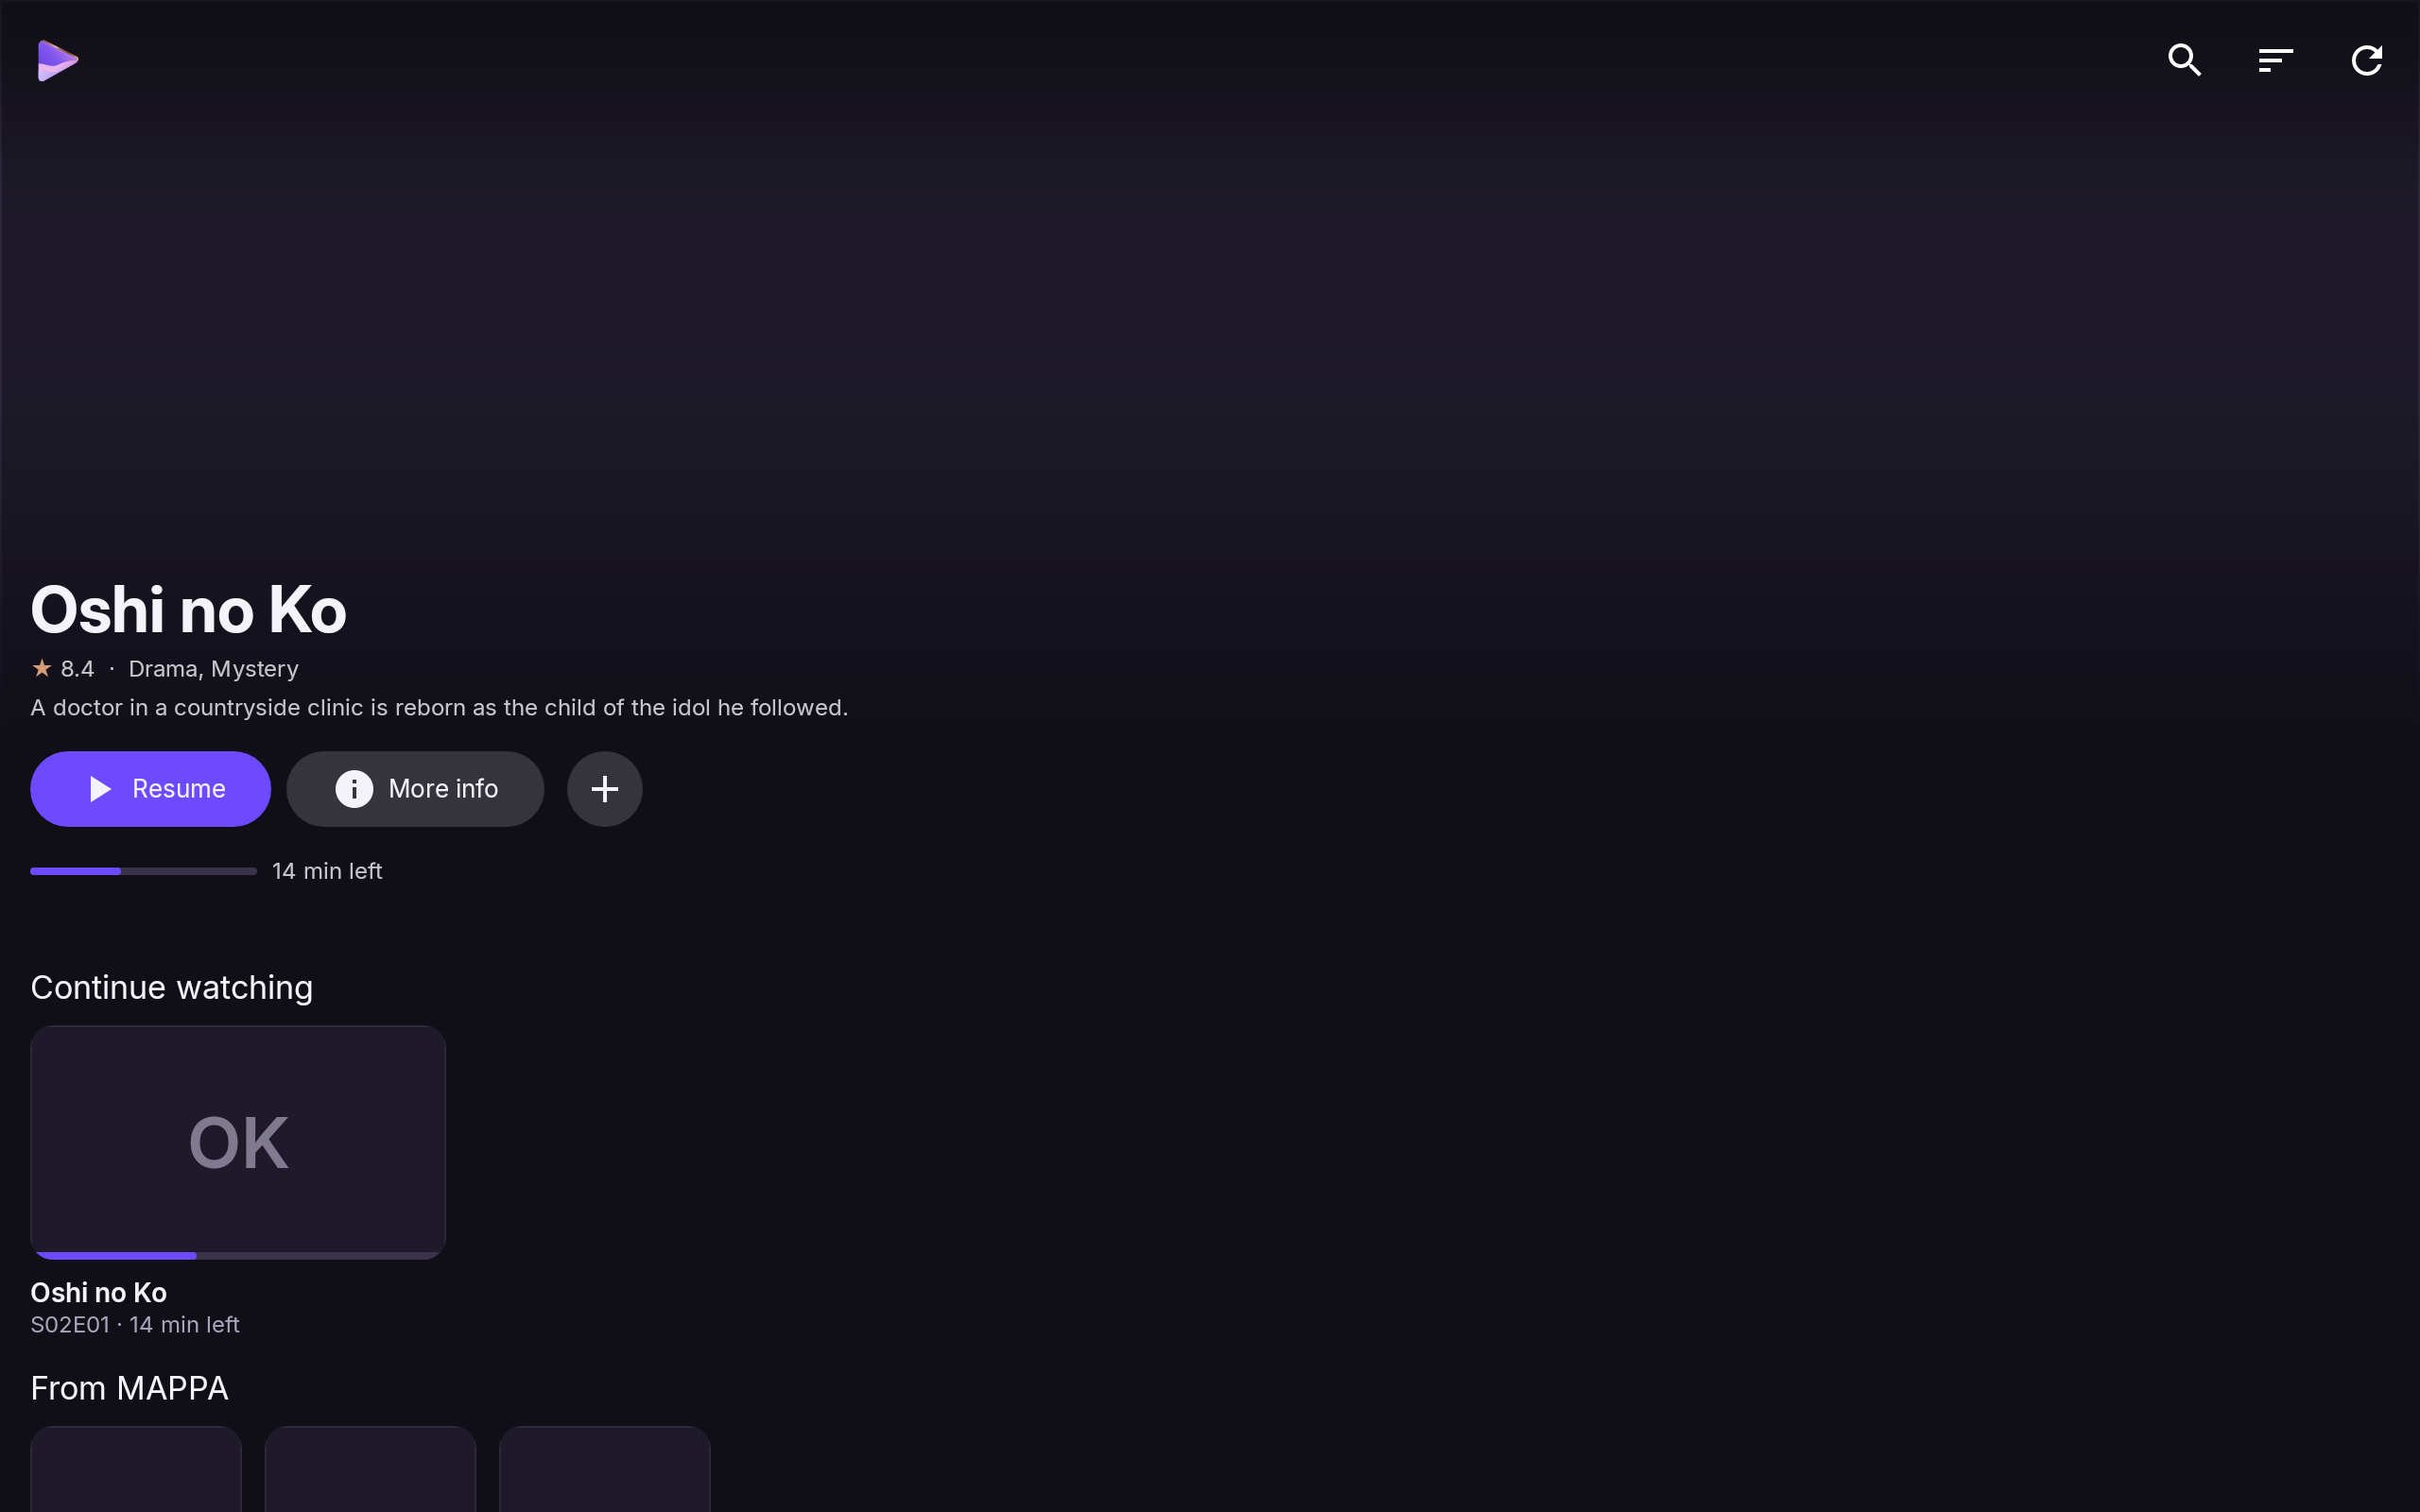 Oshi no Ko
★ 8.4 · Drama, Mystery
A doctor in a countryside clinic is reborn as the child of the idol he followed.
Resume
More info
14 min left
Continue watching
OK
Oshi no Ko
S02E01 · 14 min left
From MAPPA